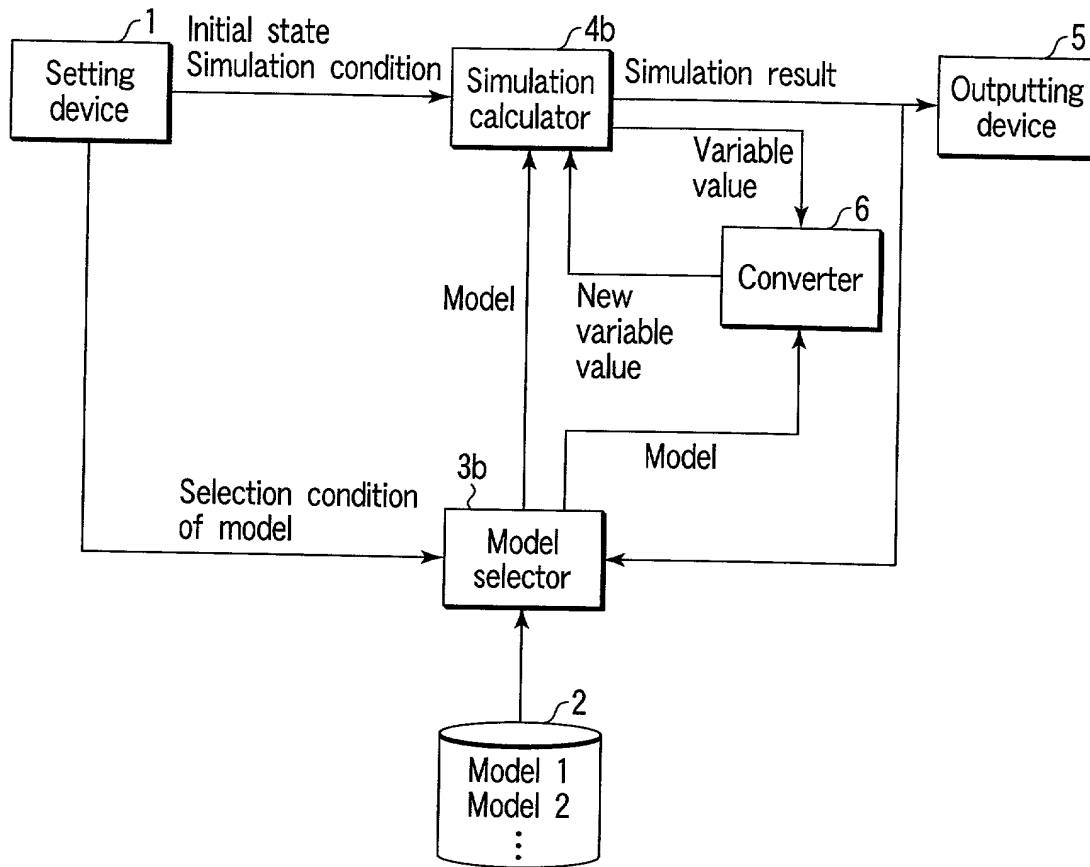 1
Setting
device
Initial state
Simulation condition
4b
Simulation
calculator
Simulation result
5
Outputting
device
Variable
value
6
Converter
Model
New
variable
value
Model
3b
Selection condition
of model
Model
selector
2
Model 1
Model 2
⋮